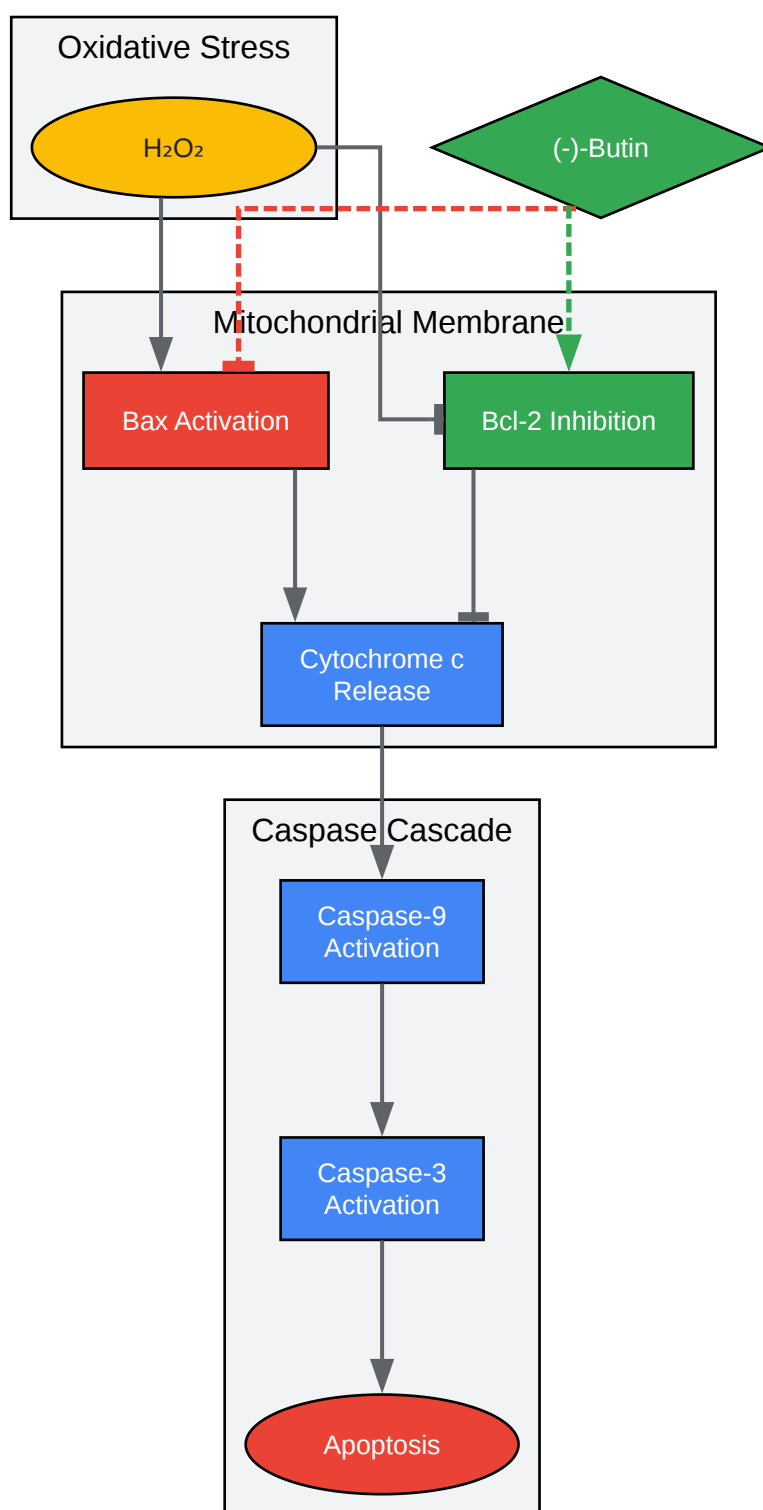 Oxidative Stress
H₂O₂
(-)-Butin
Mitochondrial Membrane
Bax Activation
Bcl-2 Inhibition
Cytochrome c
Release
Caspase Cascade
Caspase-9
Activation
Caspase-3
Activation
Apoptosis